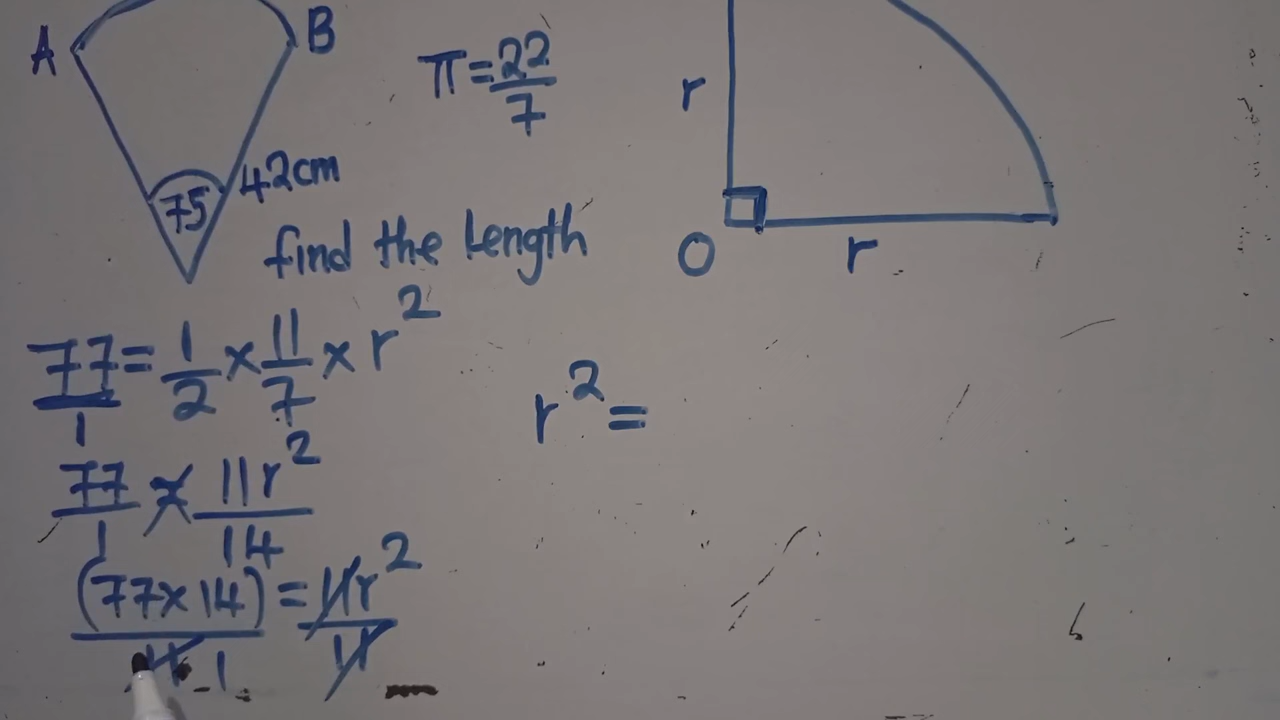 A
B
π = 22/7
75
42cm
find the length
r
O
r
77/1 = 1/2 × 11/7 × r²
77/1 × 11r²/14
(77×14)/11 1 = 11r²/11
r² =